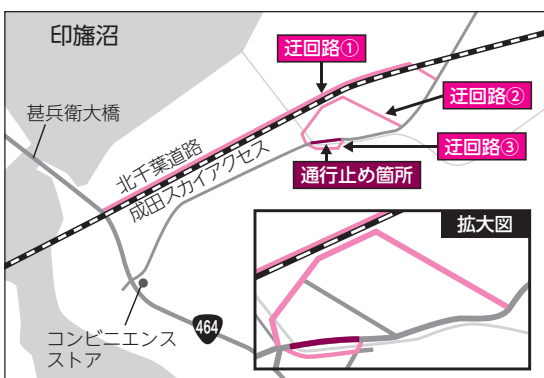 印旛沼
迂回路①
甚兵衛大橋
迂回路②
北千葉道路
成田スカイアクセス
迂回路③
通行止め箇所
拡大図
464
コンビニエンス
ストア